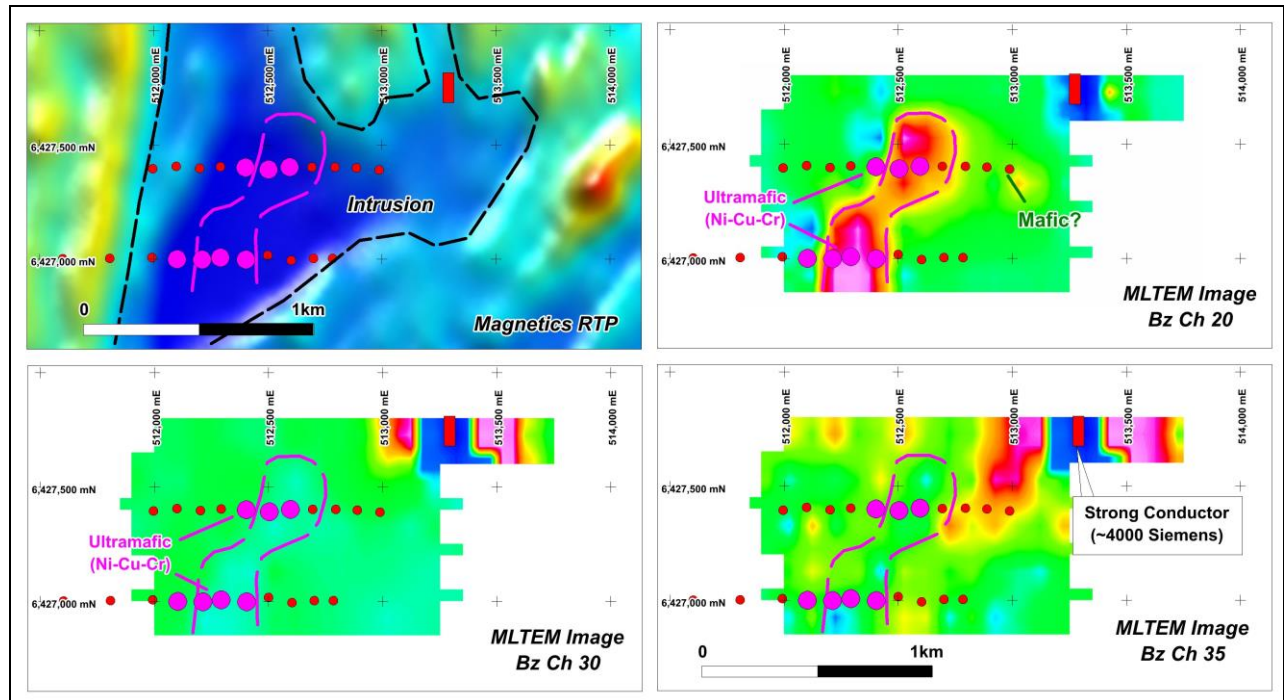 512,000 mE
512,500 mE
513,000 mE
513,500 mE
514,000 mE
6,427,500 mN
Intrusion
6,427,000 mN
0
1km
Magnetics RTP
512,000 mE
512,500 mE
513,000 mE
513,500 mE
514,000 mE
6,427,500 mN
Ultramafic
(Ni-Cu-Cr)
Mafic?
6,427,000 mN
MLTEM Image
Bz Ch 20
512,000 mE
512,500 mE
513,000 mE
513,500 mE
514,000 mE
6,427,500 mN
Ultramafic
(Ni-Cu-Cr)
6,427,000 mN
MLTEM Image
Bz Ch 30
512,000 mE
512,500 mE
513,000 mE
513,500 mE
514,000 mE
6,427,500 mN
Strong Conductor
(~4000 Siemens)
Ultramafic
(Ni-Cu-Cr)
6,427,000 mN
MLTEM Image
Bz Ch 35
0
1km